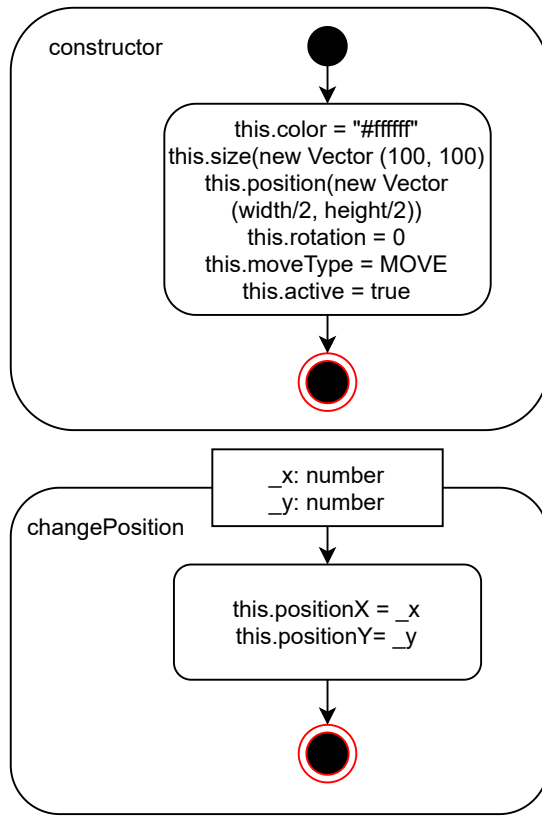 constructor
this.color = "#ffffff"
this.size(new Vector (100, 100)
this.position(new Vector
(width/2, height/2))
this.rotation = 0
this.moveType = MOVE
this.active = true
_x: number
_y: number
changePosition
this.positionX = _x
this.positionY= _y